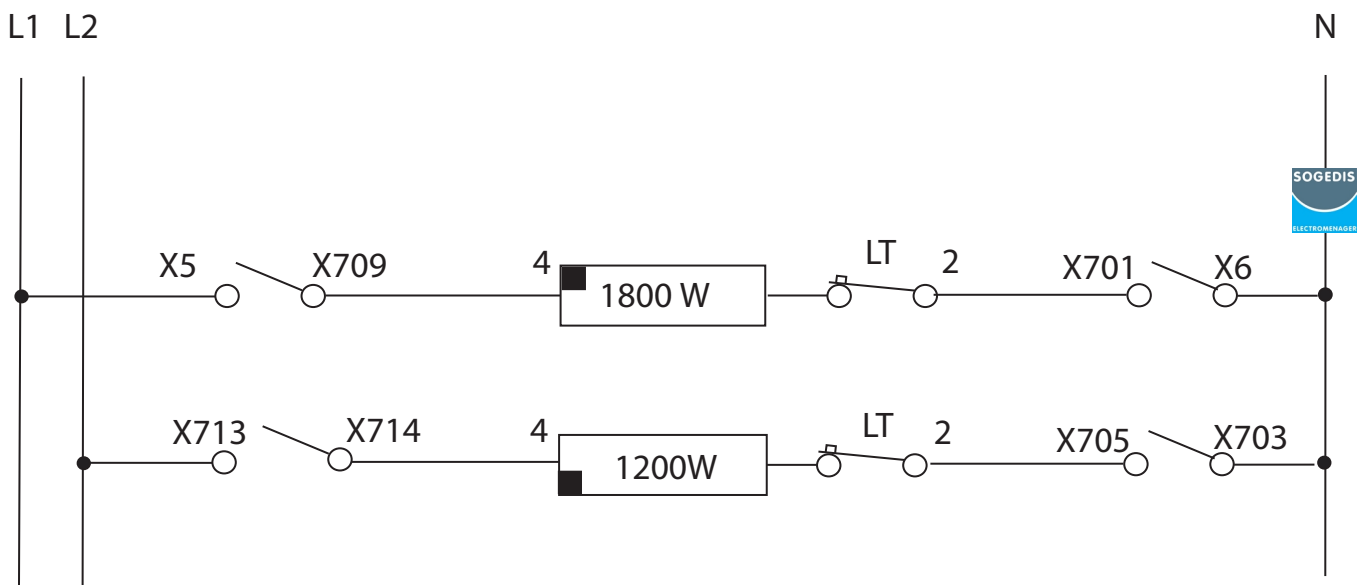 L1 L2 N
SOGEDIS
ELECTROMENAGER
X5 X709 4 1800 W LT 2 X701 X6
X713 X714 4 1200W LT 2 X705 X703